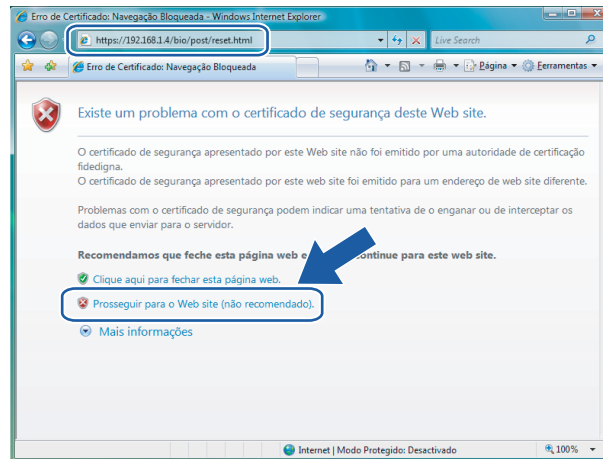 Erro de Certificado: Navegação Bloqueada - Windows Internet Explorer
https://192.168.1.4/bio/post/reset.html
Live Search
Erro de Certificado: Navegação Bloqueada
Página
Ferramentas
Existe um problema com o certificado de segurança deste Web site.
O certificado de segurança apresentado por este Web site não foi emitido por uma autoridade de certificação
fidedigna.
O certificado de segurança apresentado por este web site foi emitido para um endereço de web site diferente.
Problemas com o certificado de segurança podem indicar uma tentativa de o enganar ou de interceptar os
dados que enviar para o servidor.
Recomendamos que feche esta página web e continue para este web site.
Clique aqui para fechar esta página web.
Prosseguir para o Web site (não recomendado).
Mais informações
Internet | Modo Protegido: Desactivado
100%